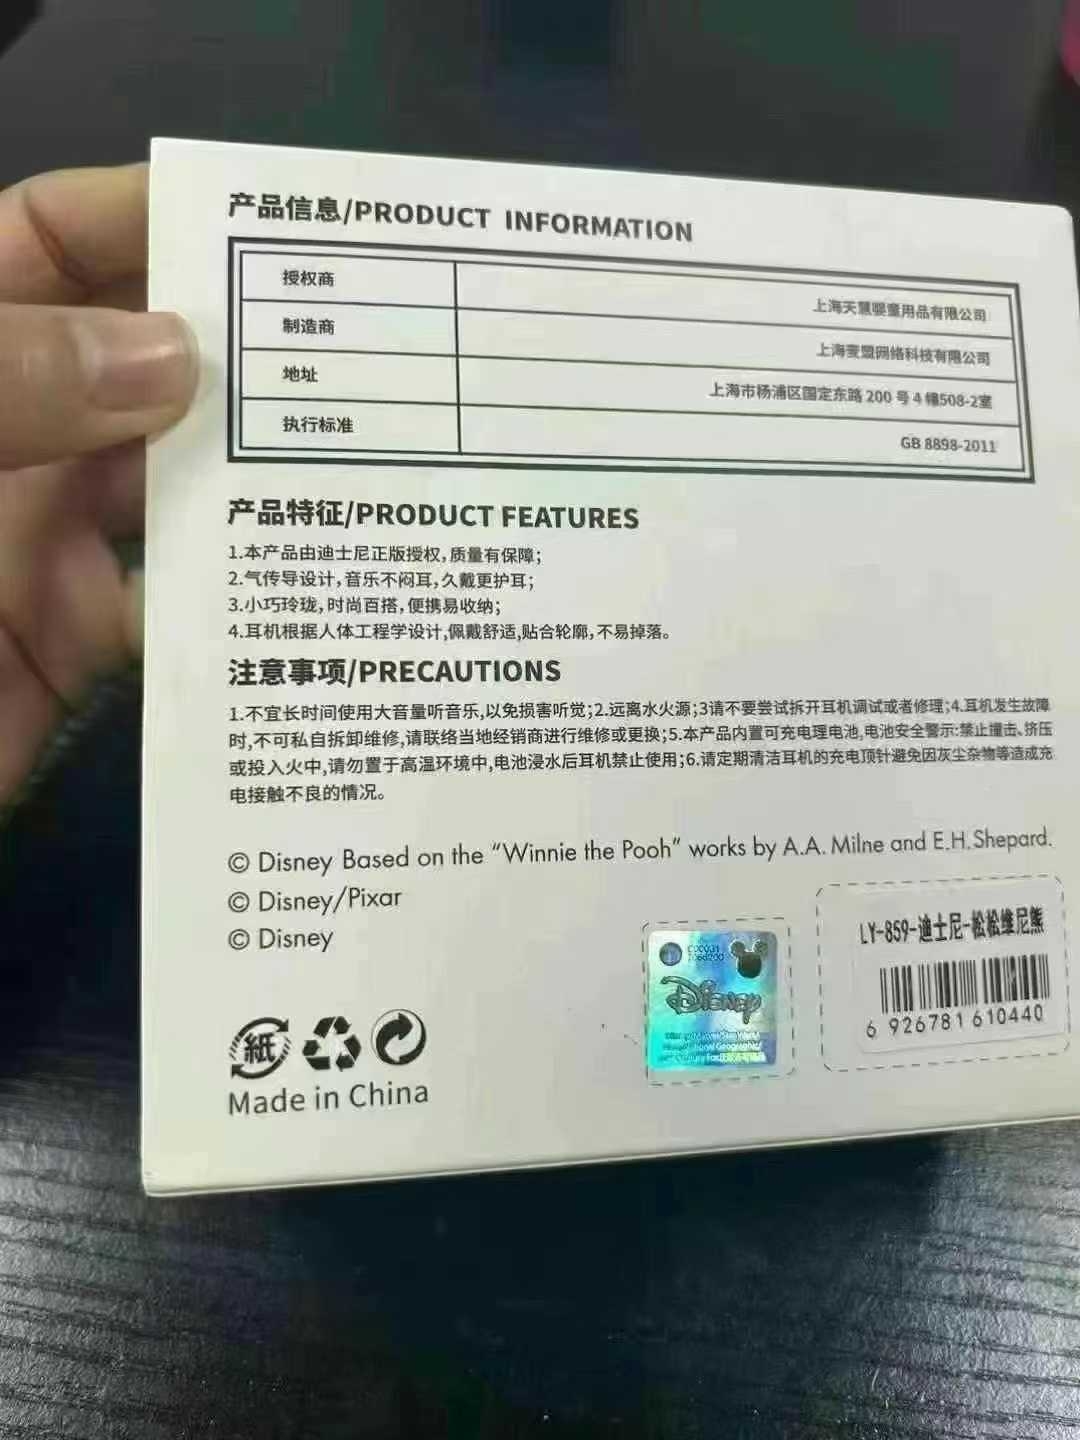 产品信息/PRODUCT INFORMATION
授权商
上海天慧婴童用品有限公司
制造商
上海变盟网络科技有限公司
地址
上海市杨浦区国定东路 200 号 4 幢508-2室
执行标准
GB 8898-2011
产品特征/PRODUCT FEATURES
1.本产品由迪士尼正版授权,质量有保障;
2.气传导设计,音乐不闷耳,久戴更护耳;
3.小巧玲珑,时尚百搭,便携易收纳;
4.耳机根据人体工程学设计,佩戴舒适,贴合轮廓,不易掉落。
注意事项/PRECAUTIONS
1.不宜长时间使用大音量听音乐,以免损害听觉;2.远离水火源;3请不要尝试拆开耳机调试或者修理;4.耳机发生故障
时,不可私自拆卸维修,请联络当地经销商进行维修或更换;5.本产品内置可充电理电池,电池安全警示:禁止撞击、挤压
或投入火中,请勿置于高温环境中,电池浸水后耳机禁止使用;6.请定期清洁耳机的充电顶针避免因灰尘杂物等造成充
电接触不良的情况。
© Disney Based on the “Winnie the Pooh” works by A.A. Milne and E.H. Shepard.
© Disney/Pixar
© Disney
Disney
LY-859-迪士尼-松松维尼熊
6 926781 610440
紙
Made in China